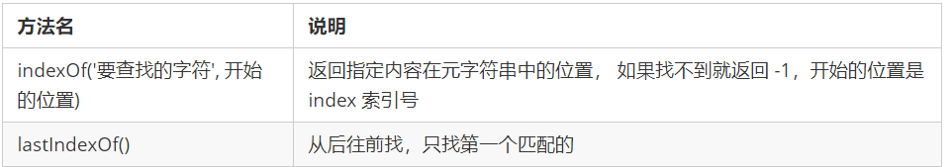 方法名 说明
indexOf('要查找的字符', 开始的位置) 返回指定内容在元字符串中的位置， 如果找不到就返回 -1，开始的位置是 index 索引号
lastIndexOf() 从后往前找，只找第一个匹配的